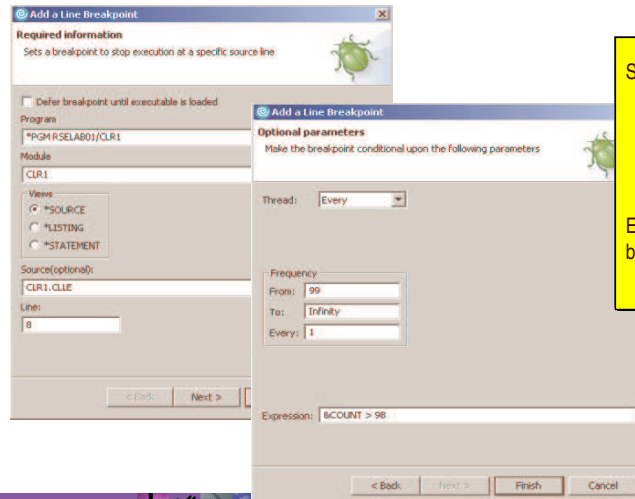 Add a Line Breakpoint
Required information
Sets a breakpoint to stop execution at a specific source line
Defer breakpoint until executable is loaded
Program
*PGM RSELAB01/CLR1
Module
CLR1
Views
*SOURCE
*LISTING
*STATEMENT
Source(optional):
CLR1.CLLE
Line:
8
< Back
Next >
Add a Line Breakpoint
Optional parameters
Make the breakpoint conditional upon the following parameters
Thread: Every
Frequency
From: 99
To: Infinity
Every: 1
Expression: &COUNT > 98
< Back Next > Finish Cancel
S
E
b